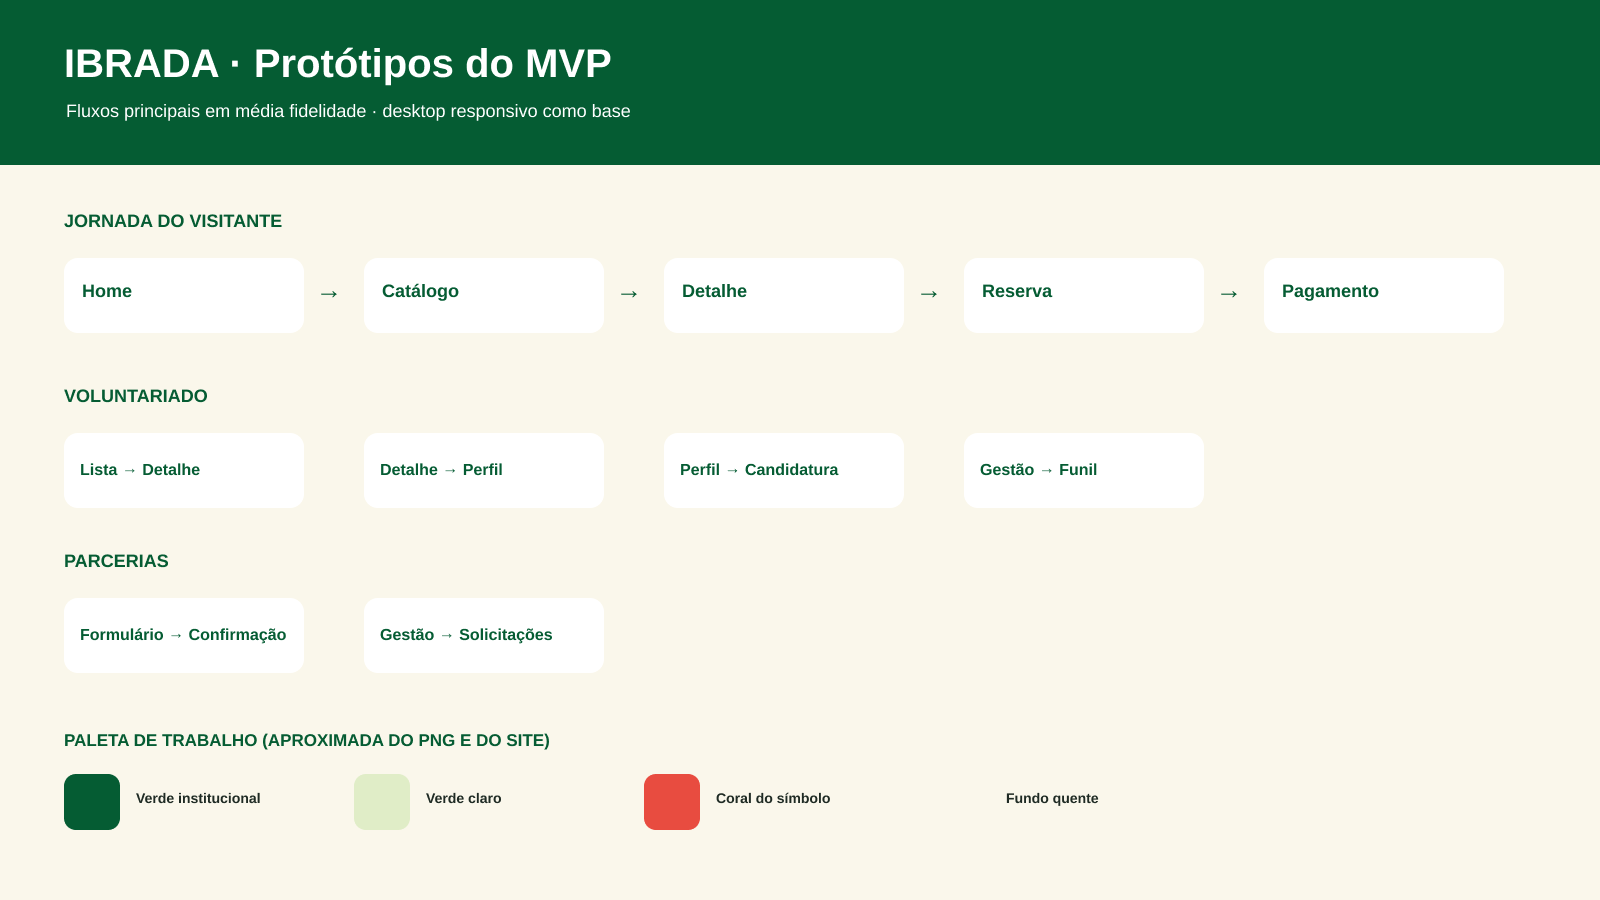 IBRADA · Protótipos do MVP
Fluxos principais em média fidelidade · desktop responsivo como base
JORNADA DO VISITANTE
Home → Catálogo → Detalhe → Reserva → Pagamento
VOLUNTARIADO
Lista → Detalhe
Detalhe → Perfil
Perfil → Candidatura
Gestão → Funil
PARCERIAS
Formulário → Confirmação
Gestão → Solicitações
PALETA DE TRABALHO (APROXIMADA DO PNG E DO SITE)
Verde institucional
Verde claro
Coral do símbolo
Fundo quente